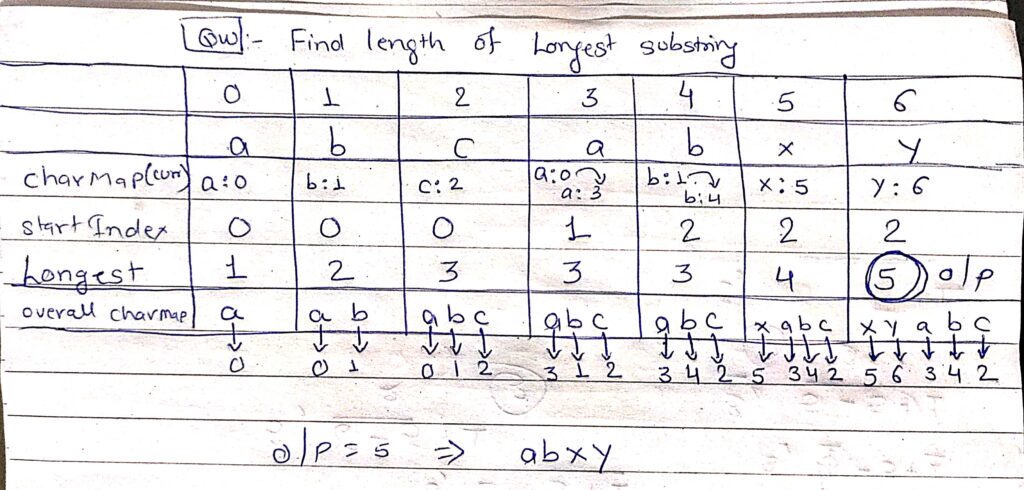 Qu:- Find length of Longest substring
0 1 2 3 4 5 6
a b c a b x y
charMap(curr) a:0 b:1 c:2 a:0 a:3 b:1 b:4 x:5 y:6
start Index 0 0 0 1 2 2 2
Longest 1 2 3 3 3 4 5 o/p
overall charmap a a b a b c a b c a b c x a b c x y a b c
0 0 1 0 1 2 3 1 2 3 4 2 5 3 4 2 5 6 3 4 2
o/p = 5 ⇒ abxy